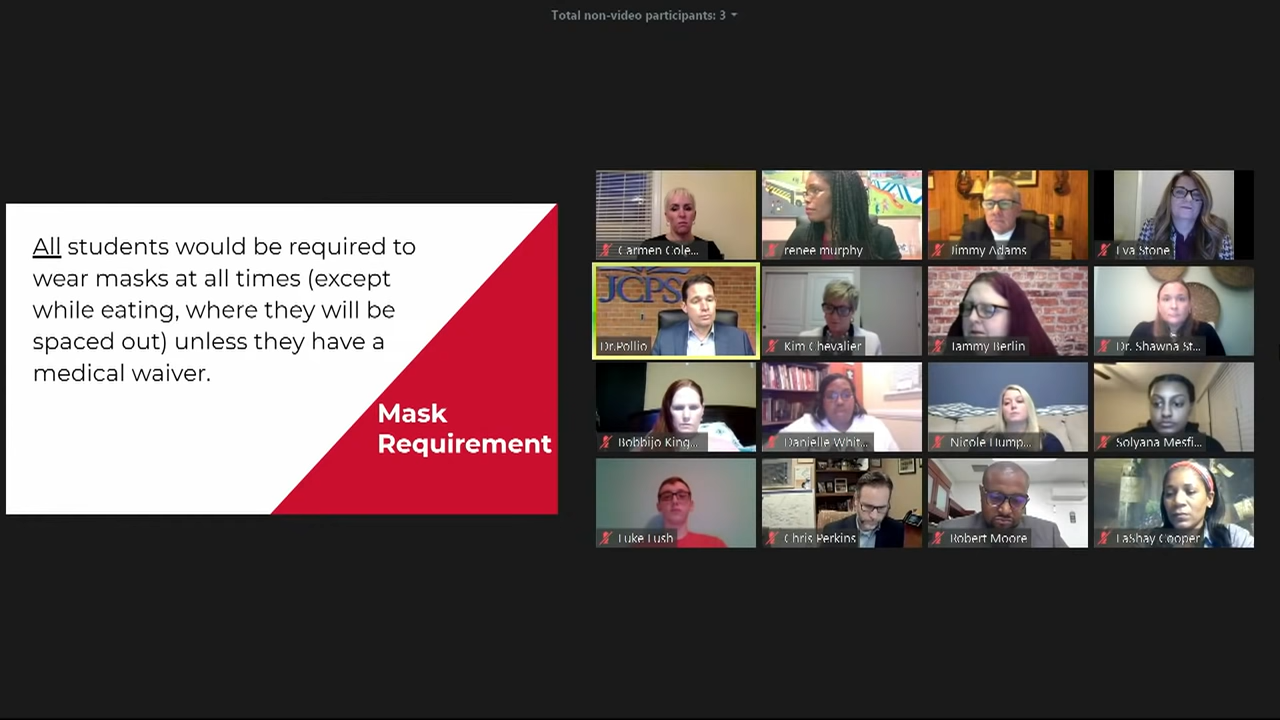 Total non-video participants: 3
All students would be required to
wear masks at all times (except
while eating, where they will be
spaced out) unless they have a
medical waiver.
Mask
Requirement
Carmen Cole...
renee murphy
Jimmy Adams
Eva Stone
JCPS
Dr.Pollio
Kim Chevalier
Tammy Berlin
Dr. Shawna St...
Bobbijo King...
Danielle Whit...
Nicole Hump...
Solyana Mesfi...
Luke Lush
Chris Perkins
Robert Moore
LaShay Cooper